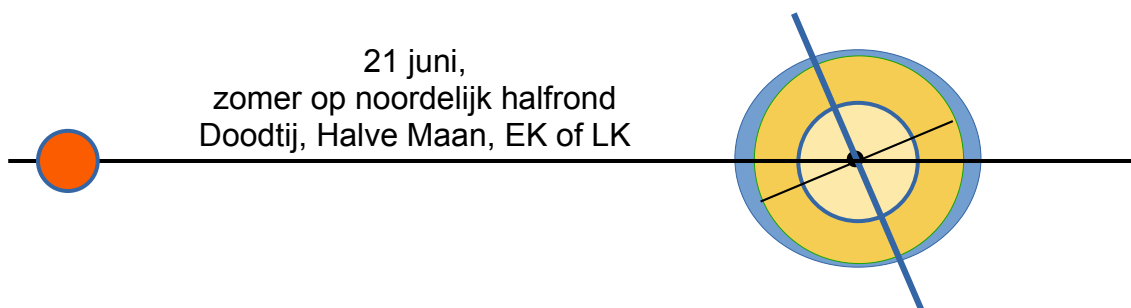 21 juni,
zomer op noordelijk halfrond
Doodtij, Halve Maan, EK of LK